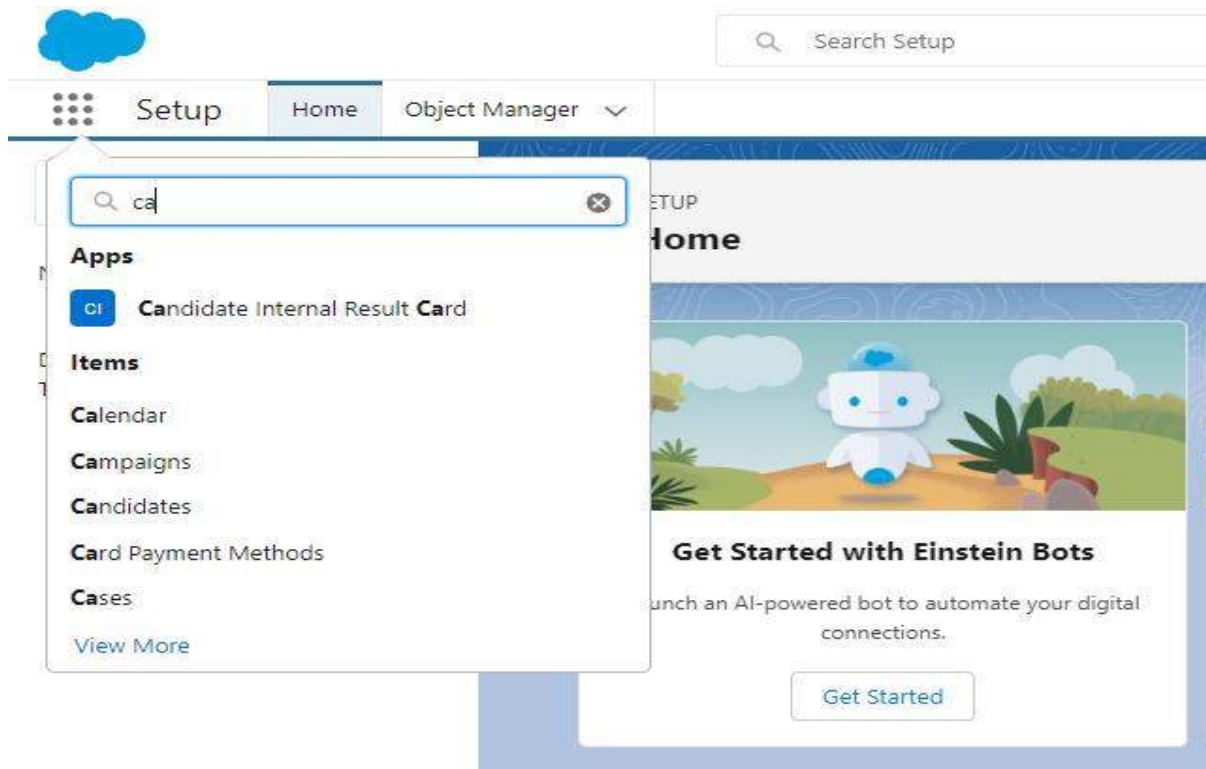 Search Setup
Setup
Home
Object Manager
ca
Apps
CI
Candidate Internal Result Card
Items
Calendar
Campaigns
Candidates
Card Payment Methods
Cases
View More
ETUP
Home
Get Started with Einstein Bots
unch an AI-powered bot to automate your digital
connections.
Get Started